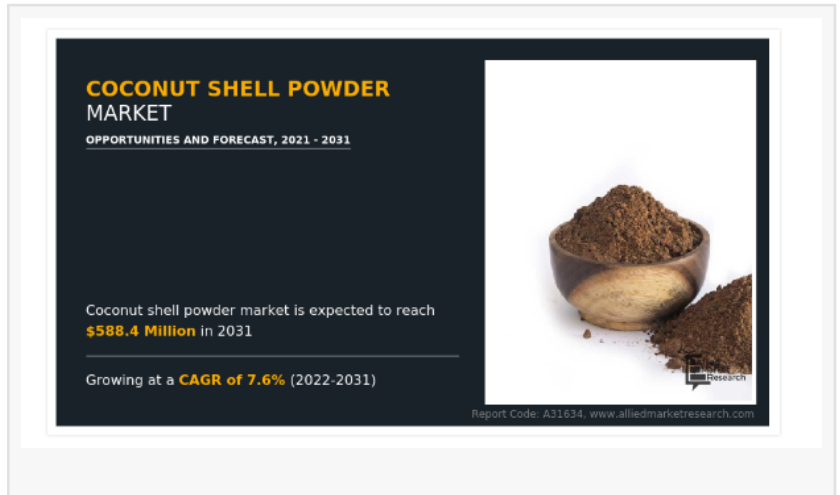 COCONUT SHELL POWDER
MARKET
OPPORTUNITIES AND FORECAST, 2021 - 2031
Coconut shell powder market is expected to reach
$588.4 Million in 2031
Growing at a CAGR of 7.6% (2022-2031)
Research
Report Code: A31634, www.alliedmarketresearch.com